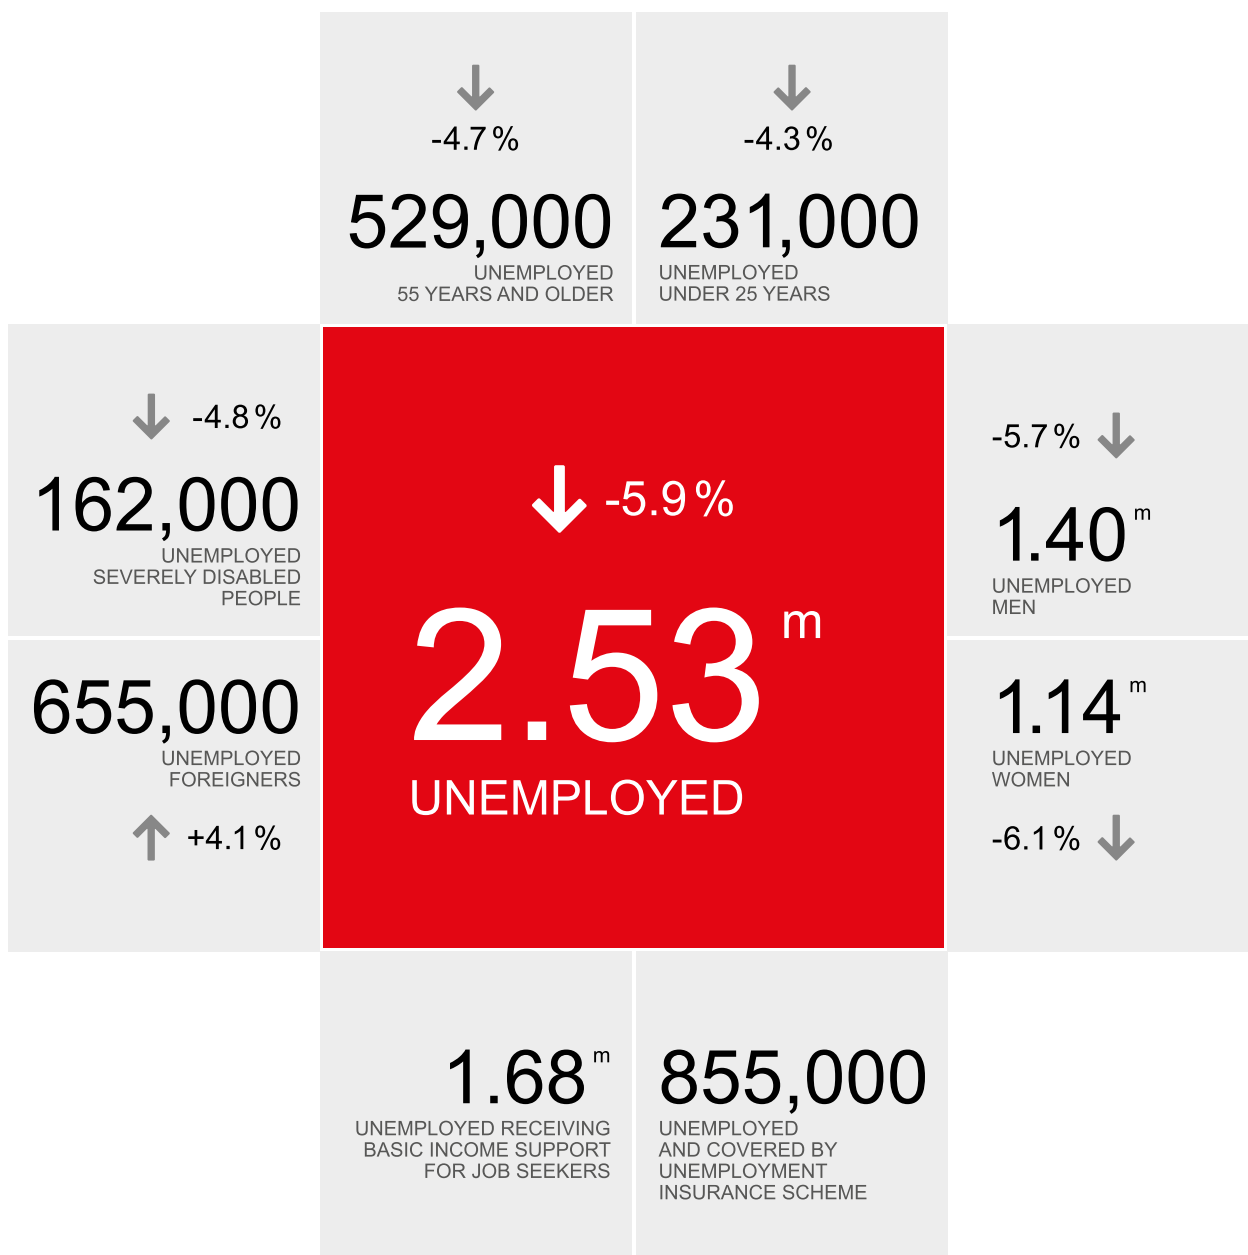 -4.7 %
529,000
UNEMPLOYED
55 YEARS AND OLDER
-4.3 %
231,000
UNEMPLOYED
UNDER 25 YEARS
-4.8 %
162,000
UNEMPLOYED
SEVERELY DISABLED
PEOPLE
655,000
UNEMPLOYED
FOREIGNERS
+4.1 %
-5.9 %
2.53 m
UNEMPLOYED
-5.7 %
1.40 m
UNEMPLOYED
MEN
1.14 m
UNEMPLOYED
WOMEN
-6.1 %
1.68 m
UNEMPLOYED RECEIVING
BASIC INCOME SUPPORT
FOR JOB SEEKERS
855,000
UNEMPLOYED
AND COVERED BY
UNEMPLOYMENT
INSURANCE SCHEME